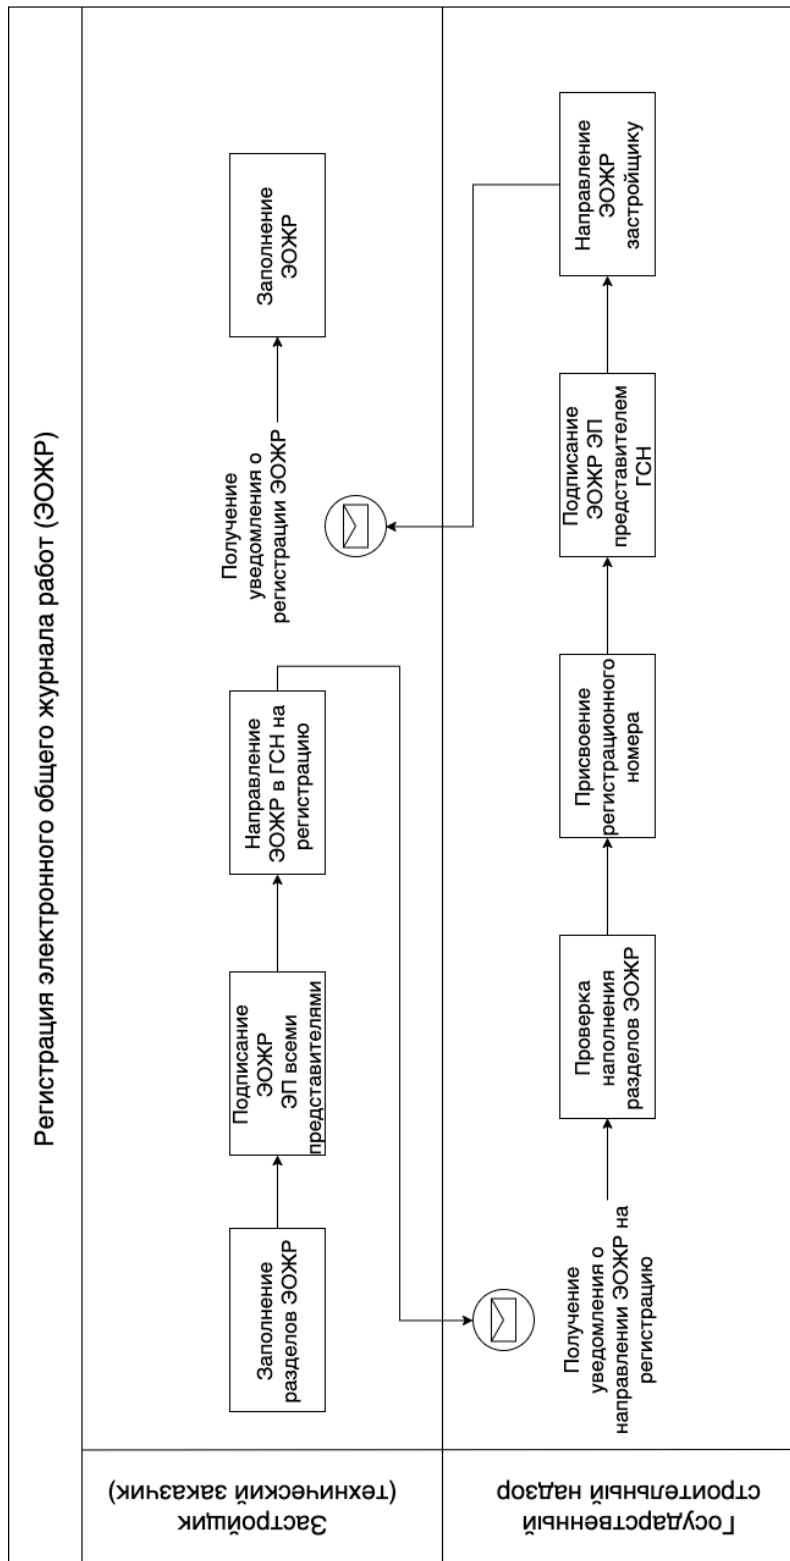 Регистрация электронного общего журнала работ (ЭОЖР)
Застройщик
(технический заказчик)
Заполнение
разделов ЭОЖР
Подписание
ЭОЖР
ЭП всеми
представителями
Направление
ЭОЖР в ГСН на
регистрацию
Получение
уведомления о
регистрации ЭОЖР
Заполнение
ЭОЖР
Государственный
строительный надзор
Получение
уведомления о
направлении ЭОЖР на
регистрацию
Проверка
наполнения
разделов ЭОЖР
Присвоение
регистрационного
номера
Подписание
ЭОЖР ЭП
представителем
ГСН
Направление
ЭОЖР
застройщику